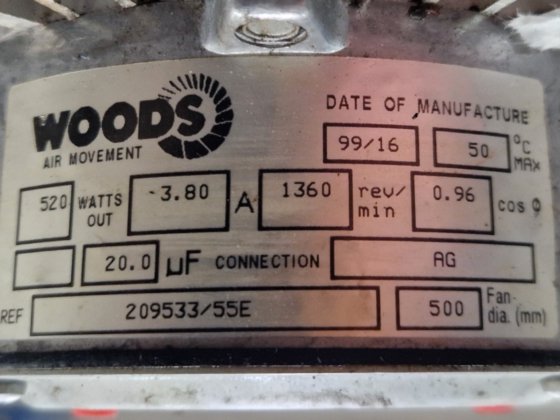 WOODS
AIR MOVEMENT
DATE OF MANUFACTURE
99/16 50 °C MAX
520 WATTS OUT 3.80 A 1360 rev/min 0.96 cos Φ
20.0 µF CONNECTION AG
REF 209533/55E 500 Fan dia. (mm)